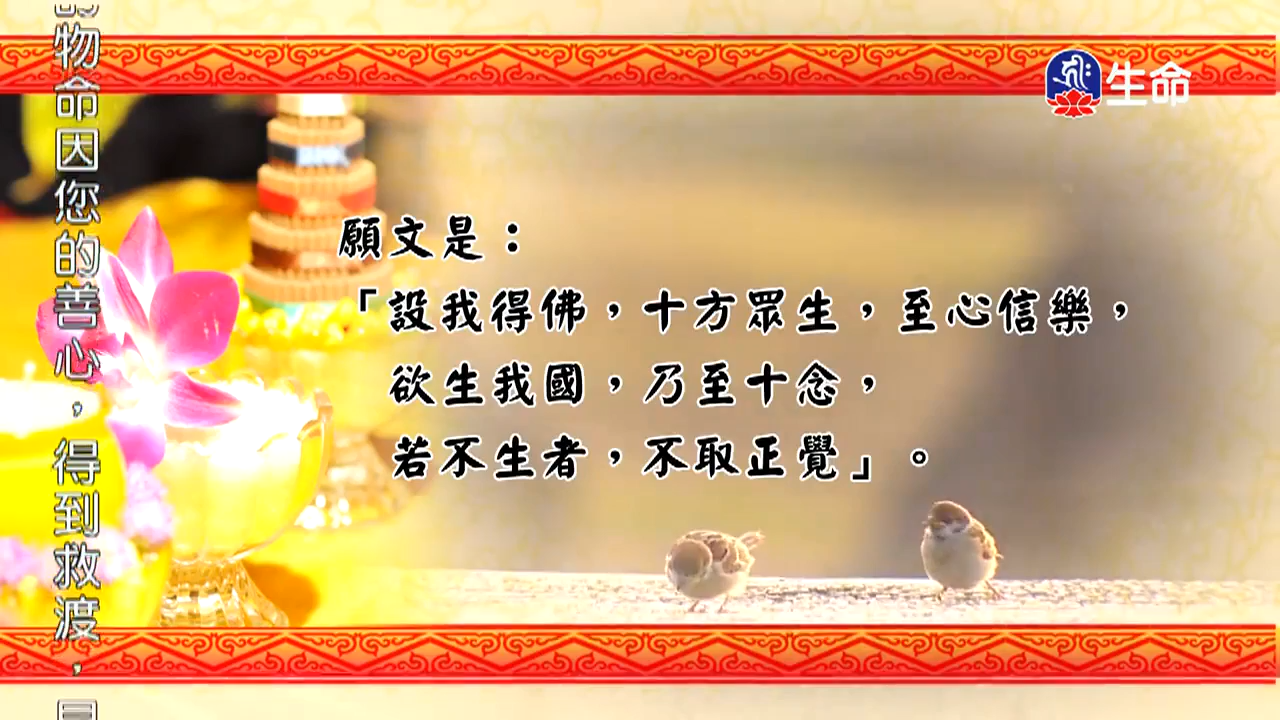 願文是：
「設我得佛，十方眾生，至心信樂，
欲生我國，乃至十念，
若不生者，不取正覺」。
生命
物命因您的善心，得到救渡，